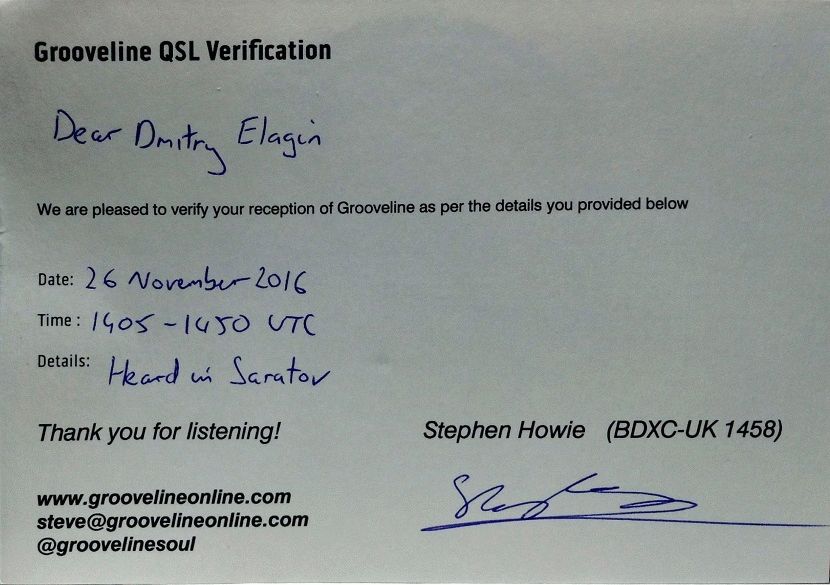 Grooveline QSL Verification
Dear Dmitry Elagin
We are pleased to verify your reception of Grooveline as per the details you provided below
Date: 26 November 2016
Time : 1405-1450 UTC
Details: Heard in Saratov
Thank you for listening!
Stephen Howie (BDXC-UK 1458)
www.groovelineonline.com
steve@groovelineonline.com
@groovelinesoul